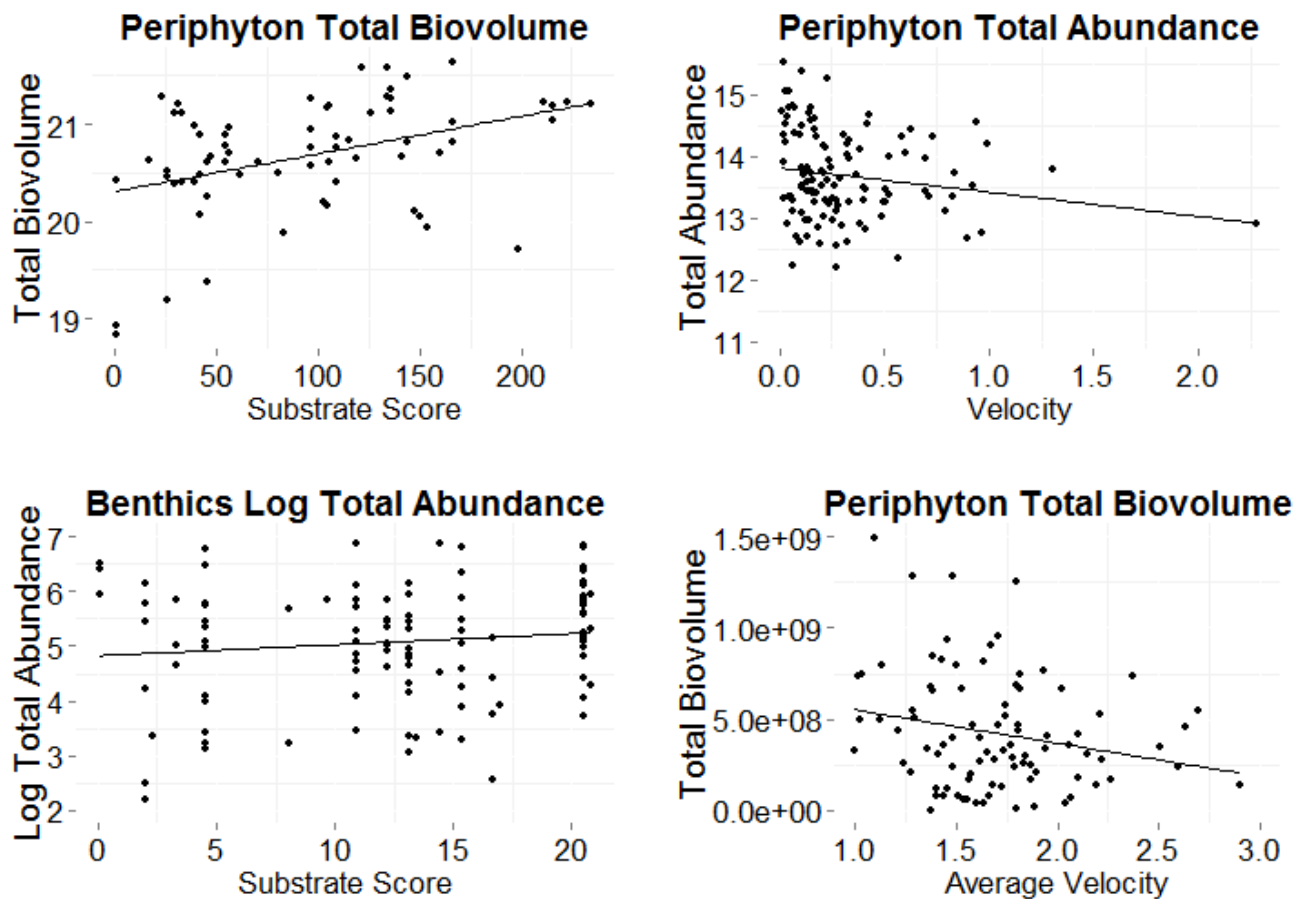 Periphyton Total Biovolume
Total Biovolume
21
20
19
0 50 100 150 200
Substrate Score
Periphyton Total Abundance
Total Abundance
15
14
13
12
11
0.0 0.5 1.0 1.5 2.0
Velocity
Benthics Log Total Abundance
Log Total Abundance
7
6
5
4
3
2
0 5 10 15 20
Substrate Score
Periphyton Total Biovolume
Total Biovolume
1.5e+09
1.0e+09
5.0e+08
0.0e+00
1.0 1.5 2.0 2.5 3.0
Average Velocity